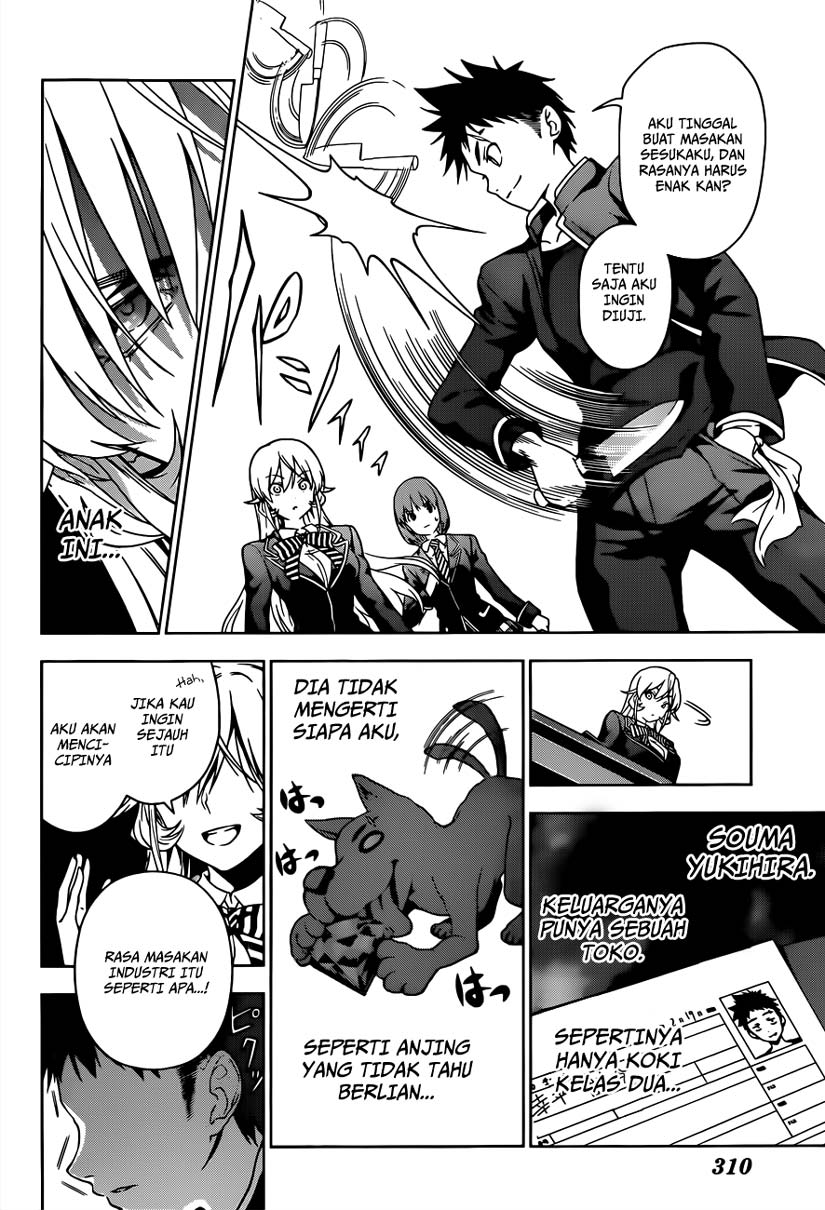 AKU TINGGAL
BUAT MASAKAN
SESUKAKU, DAN
RASANYA HARUS
ENAK KAN?
TENTU
SAJA AKU
INGIN
DIUJI.
ANAK
INI...
SOUMA
YUKIHIRA.
KELUARGANYA
PUNYA SEBUAH
TOKO.
SEPERTINYA
HANYA KOKI
KELAS DUA...
DIA TIDAK
MENGERTI
SIAPA AKU,
はっ
はっ
はっ
SEPERTI ANJING
YANG TIDAK TAHU
BERLIAN...
Hah,
JIKA KAU
INGIN
SEJAUH
ITU
AKU AKAN
MENCI-
CIPINYA
RASA MASAKAN
INDUSTRI ITU
SEPERTI APA...!
ピクッ
310